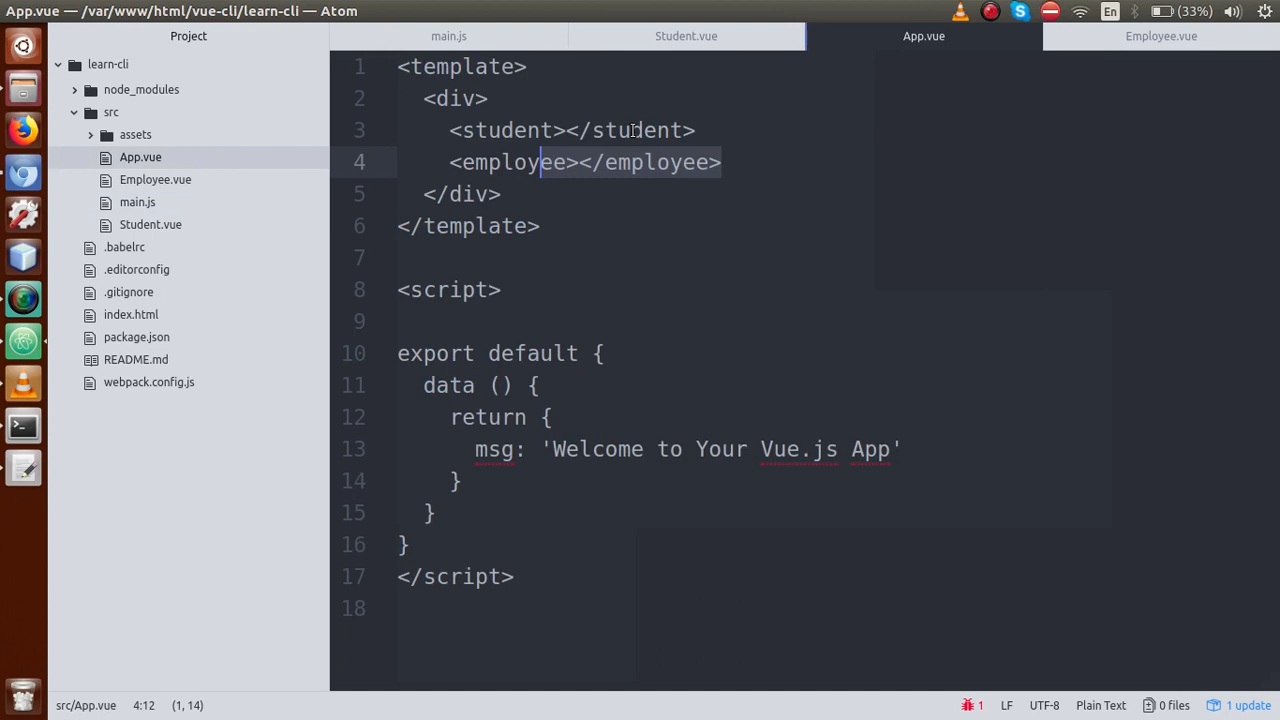 App.vue — /var/www/html/vue-cli/learn-cli — Atom
En
(33%)
Project
main.js
Student.vue
App.vue
Employee.vue
learn-cli
node_modules
src
assets
App.vue
Employee.vue
main.js
Student.vue
.babelrc
.editorconfig
.gitignore
index.html
package.json
README.md
webpack.config.js
1 <template>
2 <div>
3 <student></student>
4 <employee></employee>
5 </div>
6 </template>
7
8 <script>
9
10 export default {
11 data () {
12 return {
13 msg: 'Welcome to Your Vue.js App'
14 }
15 }
16 }
17 </script>
18
src/App.vue 4:12 (1, 14)
1 LF UTF-8 Plain Text 0 files 1 update